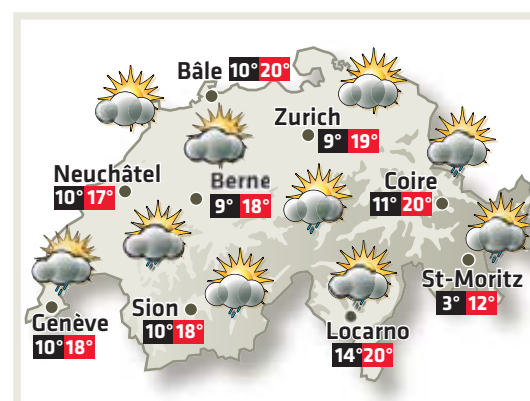 Bâle 10° 20°
Zurich
9° 19°
Neuchâtel
10° 17°
Berne
9° 18°
Coire
11° 20°
St-Moritz
3° 12°
Sion
10° 18°
Genève
10° 18°
Locarno
14° 20°